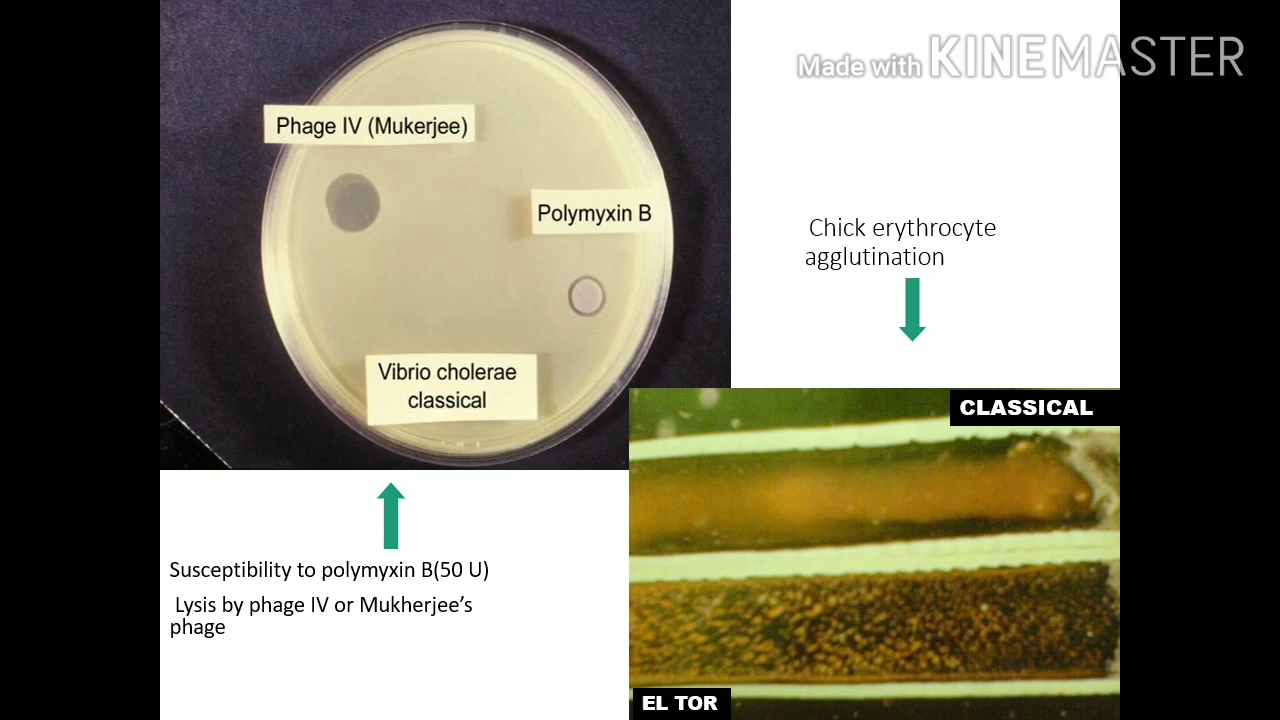 Made with KINEMASTER
Phage IV (Mukerjee)
Polymyxin B
Vibrio cholerae
classical
Chick erythrocyte
agglutination
CLASSICAL
EL TOR
Susceptibility to polymyxin B(50 U)
Lysis by phage IV or Mukherjee’s
phage